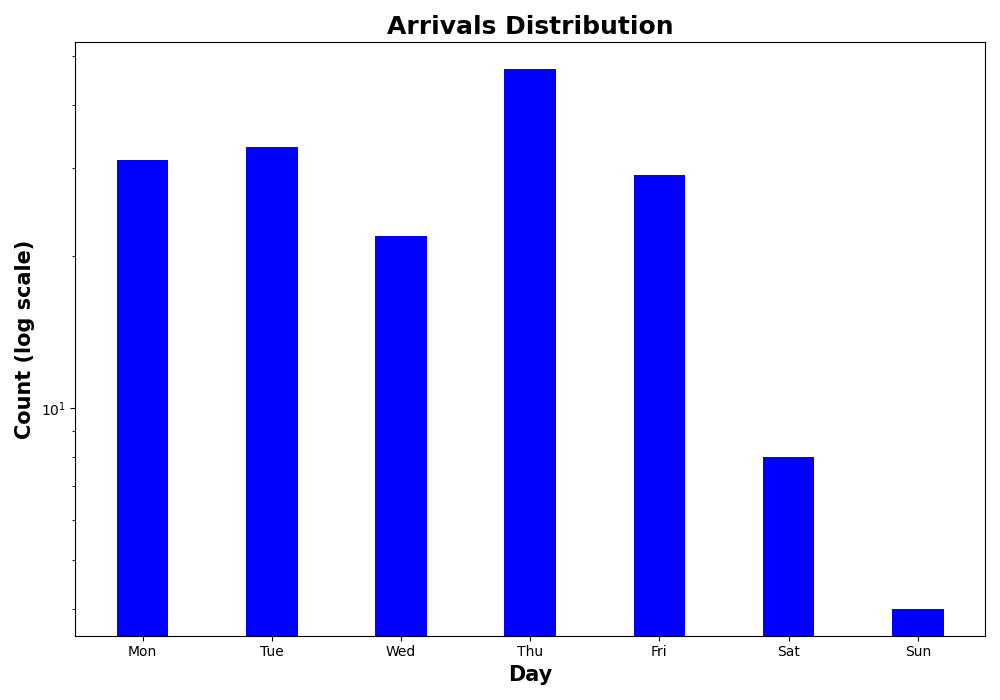 Arrivals Distribution
Count (log scale)
10¹
Mon Tue Wed Thu Fri Sat Sun
Day